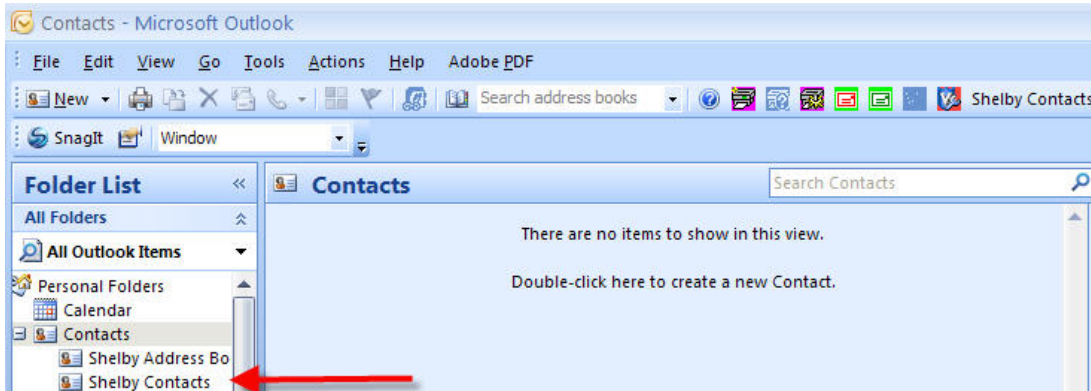 Contacts - Microsoft Outlook
File Edit View Go Tools Actions Help Adobe PDF
New Search address books Shelby Contacts
SnagIt Window
Folder List « Contacts Search Contacts
All Folders
All Outlook Items
There are no items to show in this view.
Double-click here to create a new Contact.
Personal Folders
Calendar
Contacts
Shelby Address Bo
Shelby Contacts